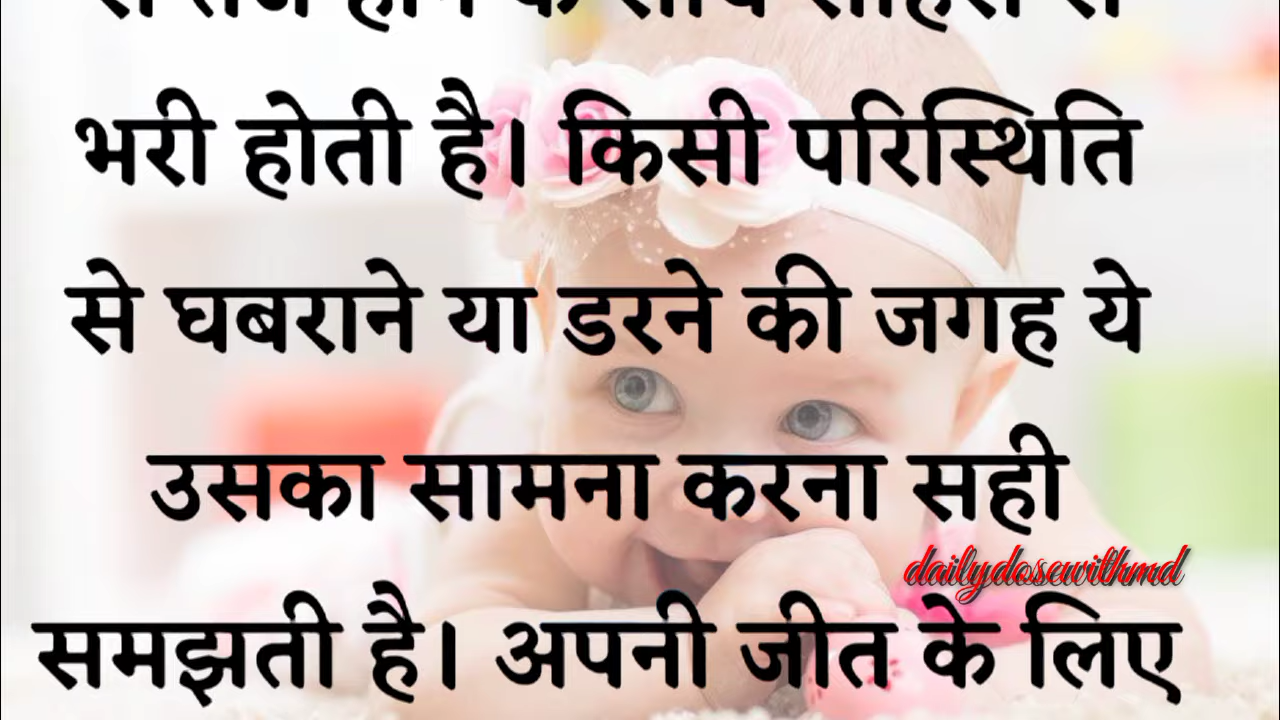 भरी होती है। किसी परिस्थिति
से घबराने या डरने की जगह ये
उसका सामना करना सही
dailydosewithmd
समझती है। अपनी जीत के लिए